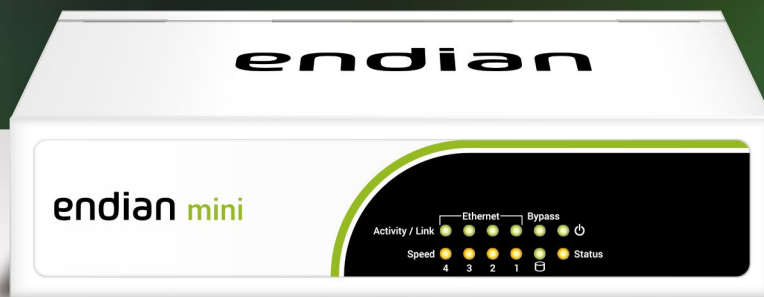 endian
endian mini
Ethernet Bypass
Activity / Link
Speed Status
4 3 2 1